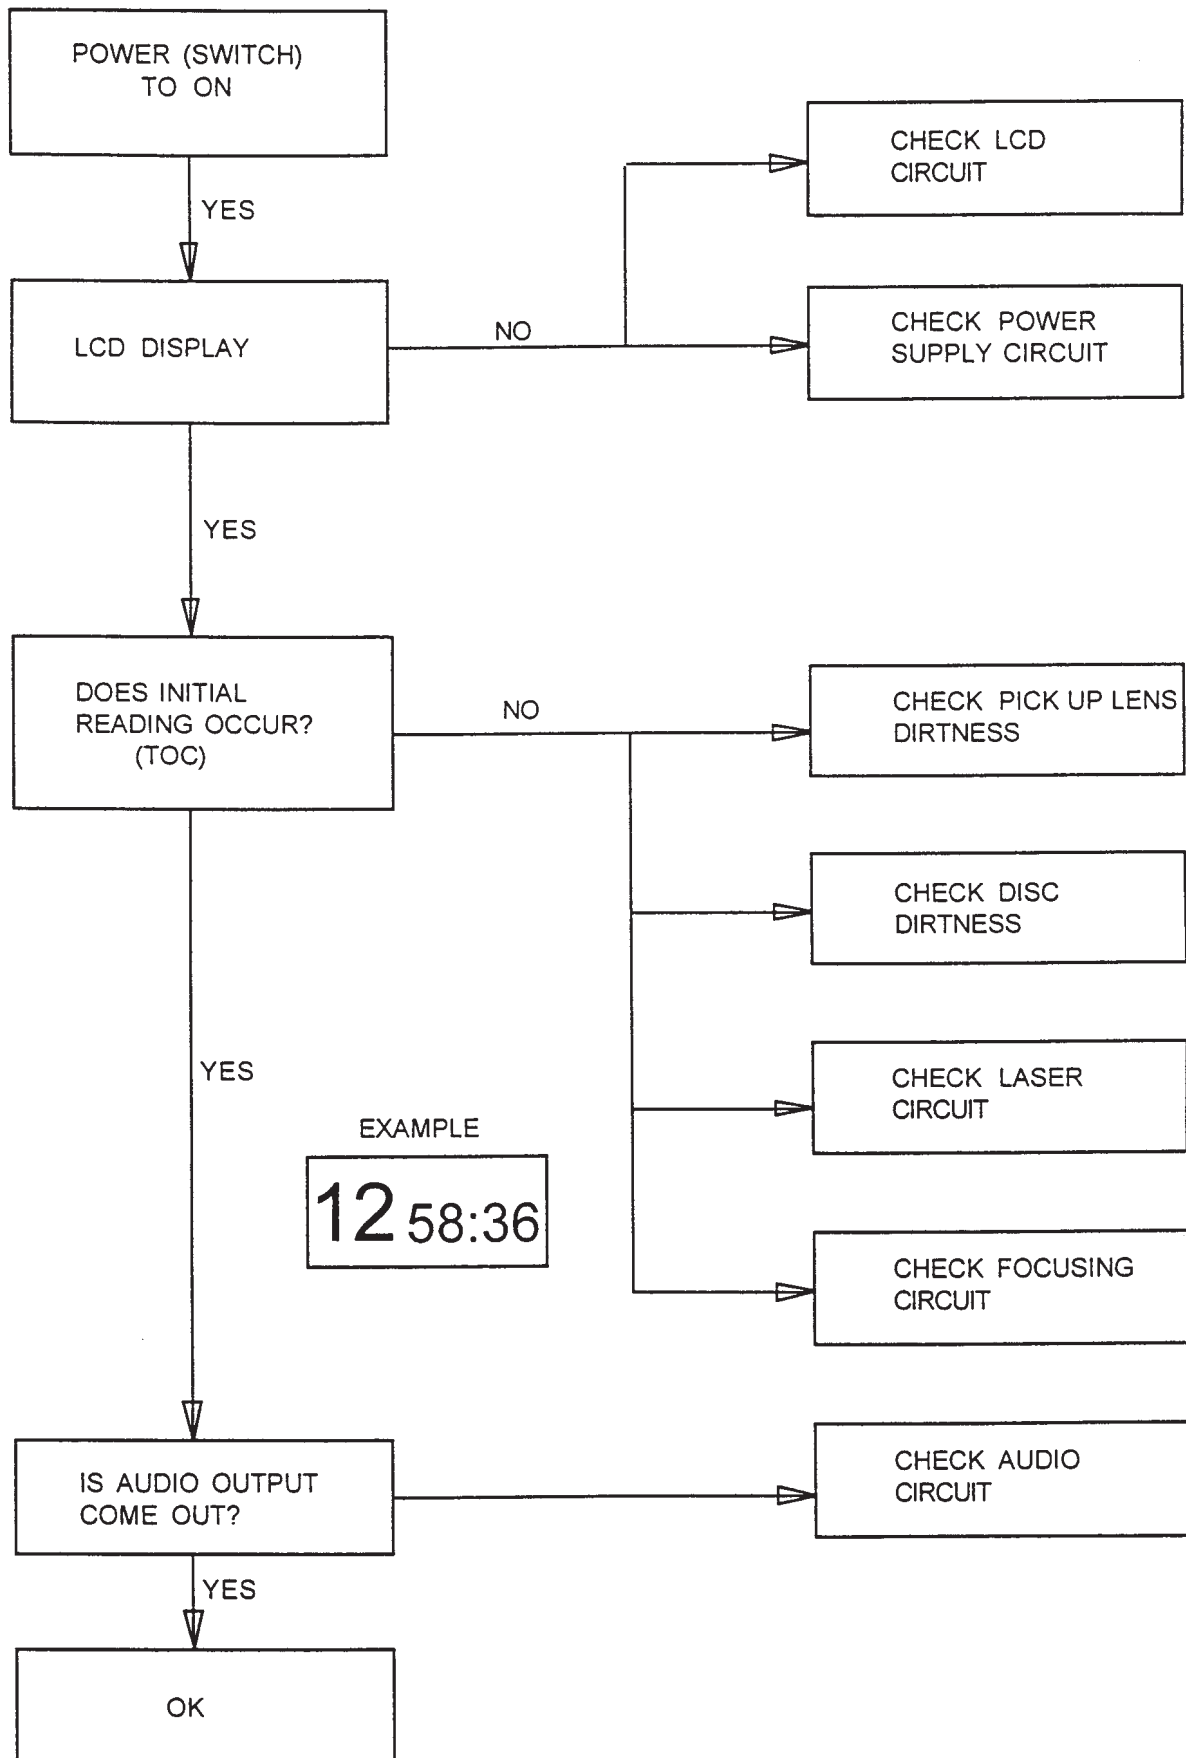 POWER (SWITCH)
TO ON
YES
CHECK LCD
CIRCUIT
LCD DISPLAY
NO
CHECK POWER
SUPPLY CIRCUIT
YES
DOES INITIAL
READING OCCUR?
(TOC)
NO
CHECK PICK UP LENS
DIRTNESS
CHECK DISC
DIRTNESS
YES
CHECK LASER
CIRCUIT
EXAMPLE
12 58:36
CHECK FOCUSING
CIRCUIT
IS AUDIO OUTPUT
COME OUT?
CHECK AUDIO
CIRCUIT
YES
OK